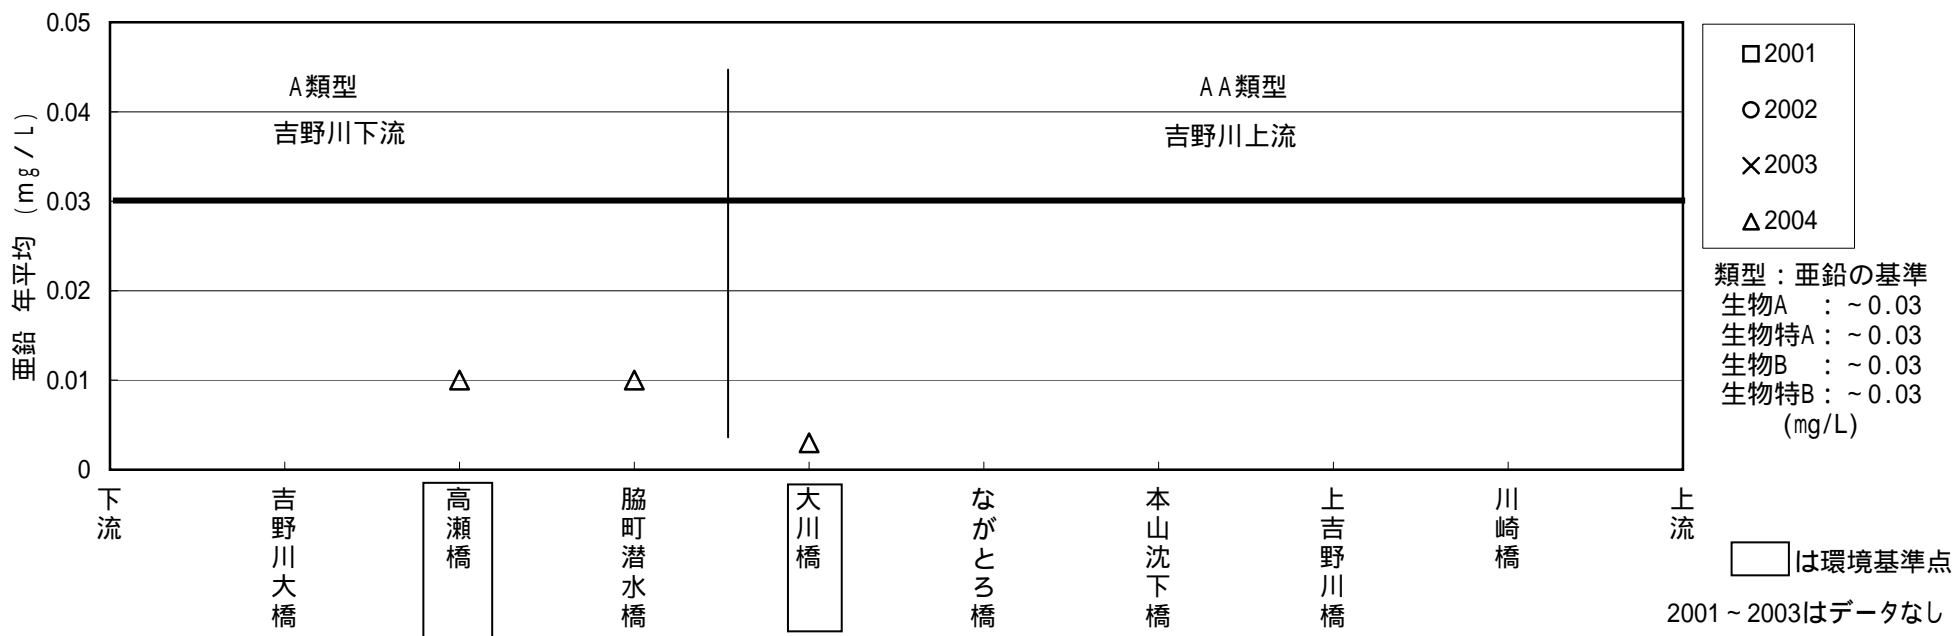 0.05
0.04
0.03
0.02
0.01
0
亜鉛 年平均 (mg/L)
A類型
吉野川下流
AA類型
吉野川上流
下流
吉野川大橋
高瀬橋
脇町潜水橋
大川橋
ながとろ橋
本山沈下橋
上吉野川橋
川崎橋
上流
2001
2002
2003
2004
類型：亜鉛の基準
生物A ：～0.03
生物特A：～0.03
生物B ：～0.03
生物特B：～0.03
(mg/L)
は環境基準点
2001～2003はデータなし